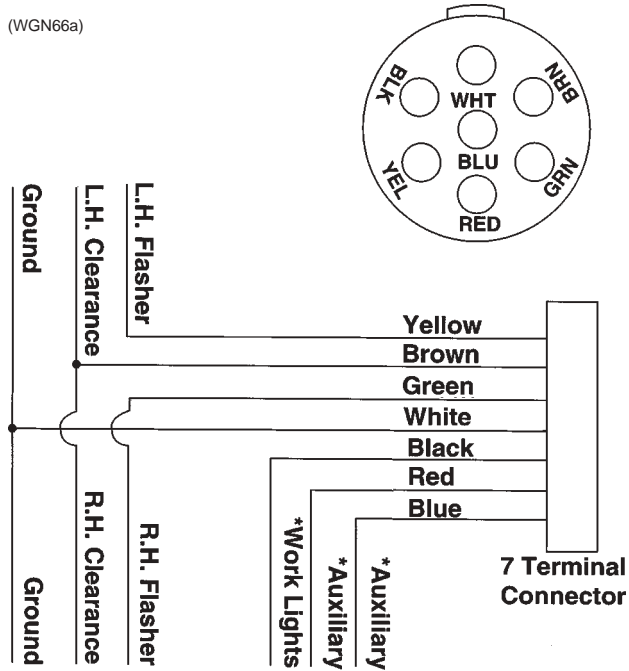 (WGN66a)
BLK
WHT
BRN
YEL
BLU
GRN
RED
Ground
L.H. Clearance
L.H. Flasher
Yellow
Brown
Green
White
Black
Red
Blue
Ground
R.H. Clearance
R.H. Flasher
*Work Lights
*Auxiliary
*Auxiliary
7 Terminal
Connector